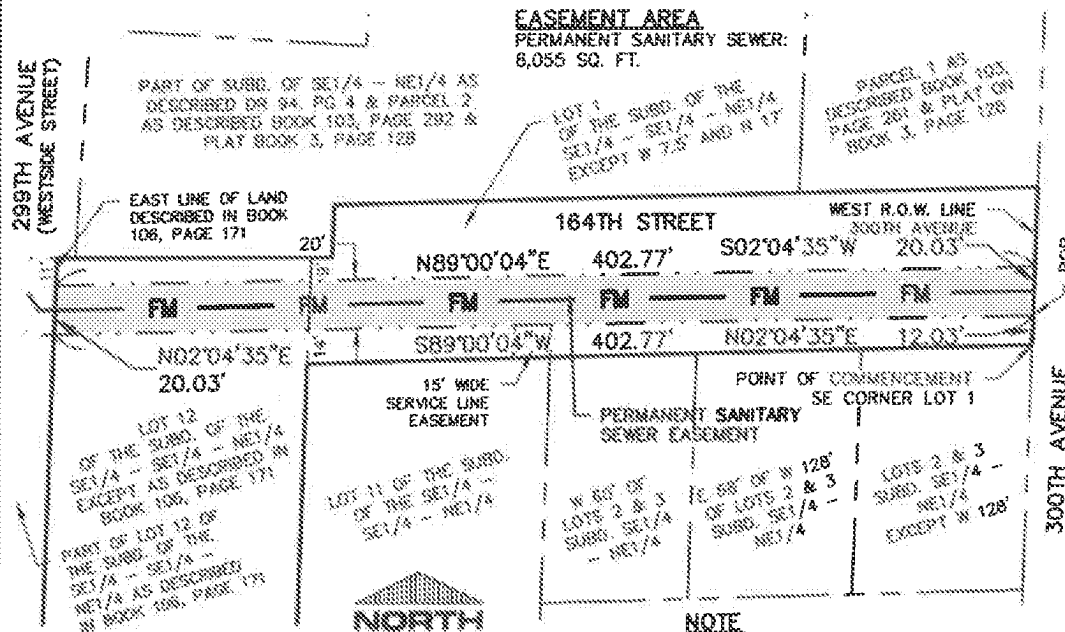 EASEMENT AREA
PERMANENT SANITARY SEWER:
8,055 SQ. FT.
299TH AVENUE
(WESTSIDE STREET)
PART OF SUBD. OF SE1/4 - NE1/4 AS
DESCRIBED DR 94, PG 4 & PARCEL 2
AS DESCRIBED BOOK 103, PAGE 282 &
PLAT BOOK 3, PAGE 128
LOT 1
OF THE SUBD. OF THE
SE1/4 - SE1/4 - NE1/4
EXCEPT W 7.5' AND N 17'
PARCEL 1 AS
DESCRIBED BOOK 103,
PAGE 281 & PLAT ON
BOOK 3, PAGE 128
EAST LINE OF LAND
DESCRIBED IN BOOK
106, PAGE 171
164TH STREET
WEST R.O.W. LINE
300TH AVENUE
20'
N89°00'04"E 402.77' S02°04'35"W 20.03'
POB
FM FM FM FM FM FM
N02°04'35"E
20.03'
14'
S89°00'04"W 402.77' N02°04'35"E 12.03'
15' WIDE
SERVICE LINE
EASEMENT
POINT OF COMMENCEMENT
SE CORNER LOT 1
PERMANENT SANITARY
SEWER EASEMENT
300TH AVENUE
LOT 12
OF THE SUBD. OF THE
SE1/4 - SE1/4 - NE1/4
EXCEPT AS DESCRIBED IN
BOOK 106, PAGE 171
PART OF LOT 12 OF
THE SUBD. OF THE
SE1/4 - SE1/4 -
NE1/4 AS DESCRIBED
IN BOOK 106, PAGE 171
LOT 11 OF THE SUBD.
OF THE SE1/4 -
SE1/4 - NE1/4
W 60' OF
LOTS 2 & 3
SUBD. SE1/4
- NE1/4
E 68' OF W 128'
OF LOTS 2 & 3
SUBD. SE1/4 -
NE1/4
LOTS 2 & 3
SUBD. SE1/4 -
NE1/4
EXCEPT W 128'
NORTH
NOTE